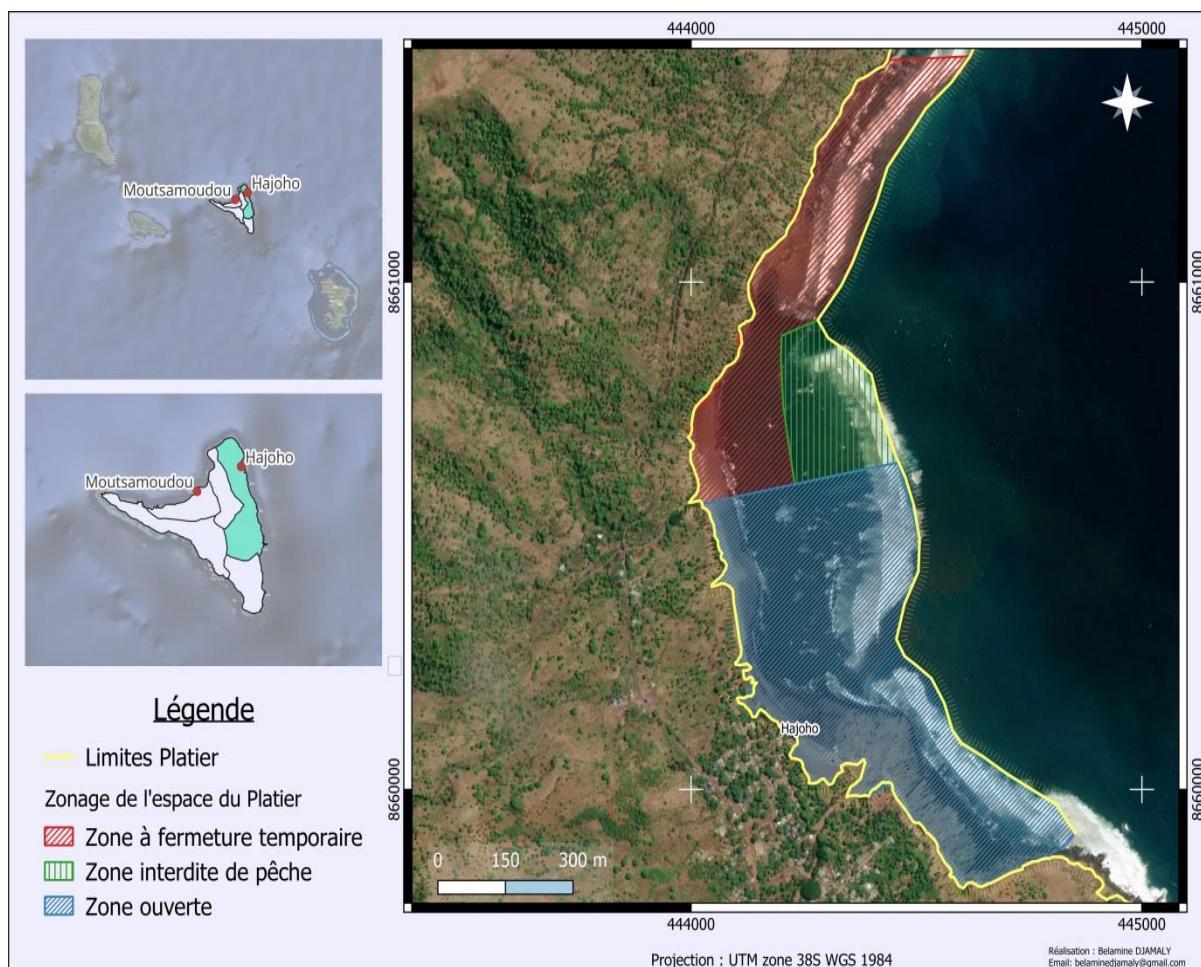 444000
445000
Moutsamoudou
Hajoho
8661000
8661000
Moutsamoudou
Hajoho
Légende
Limites Platier
Zonage de l'espace du Platier
Zone à fermeture temporaire
Zone interdite de pêche
Zone ouverte
Hajoho
8660000
8660000
0 150 300 m
444000
445000
Projection : UTM zone 38S WGS 1984
Réalisation : Belamine DJAMALY
Email: belaminedjamaly@gmail.com